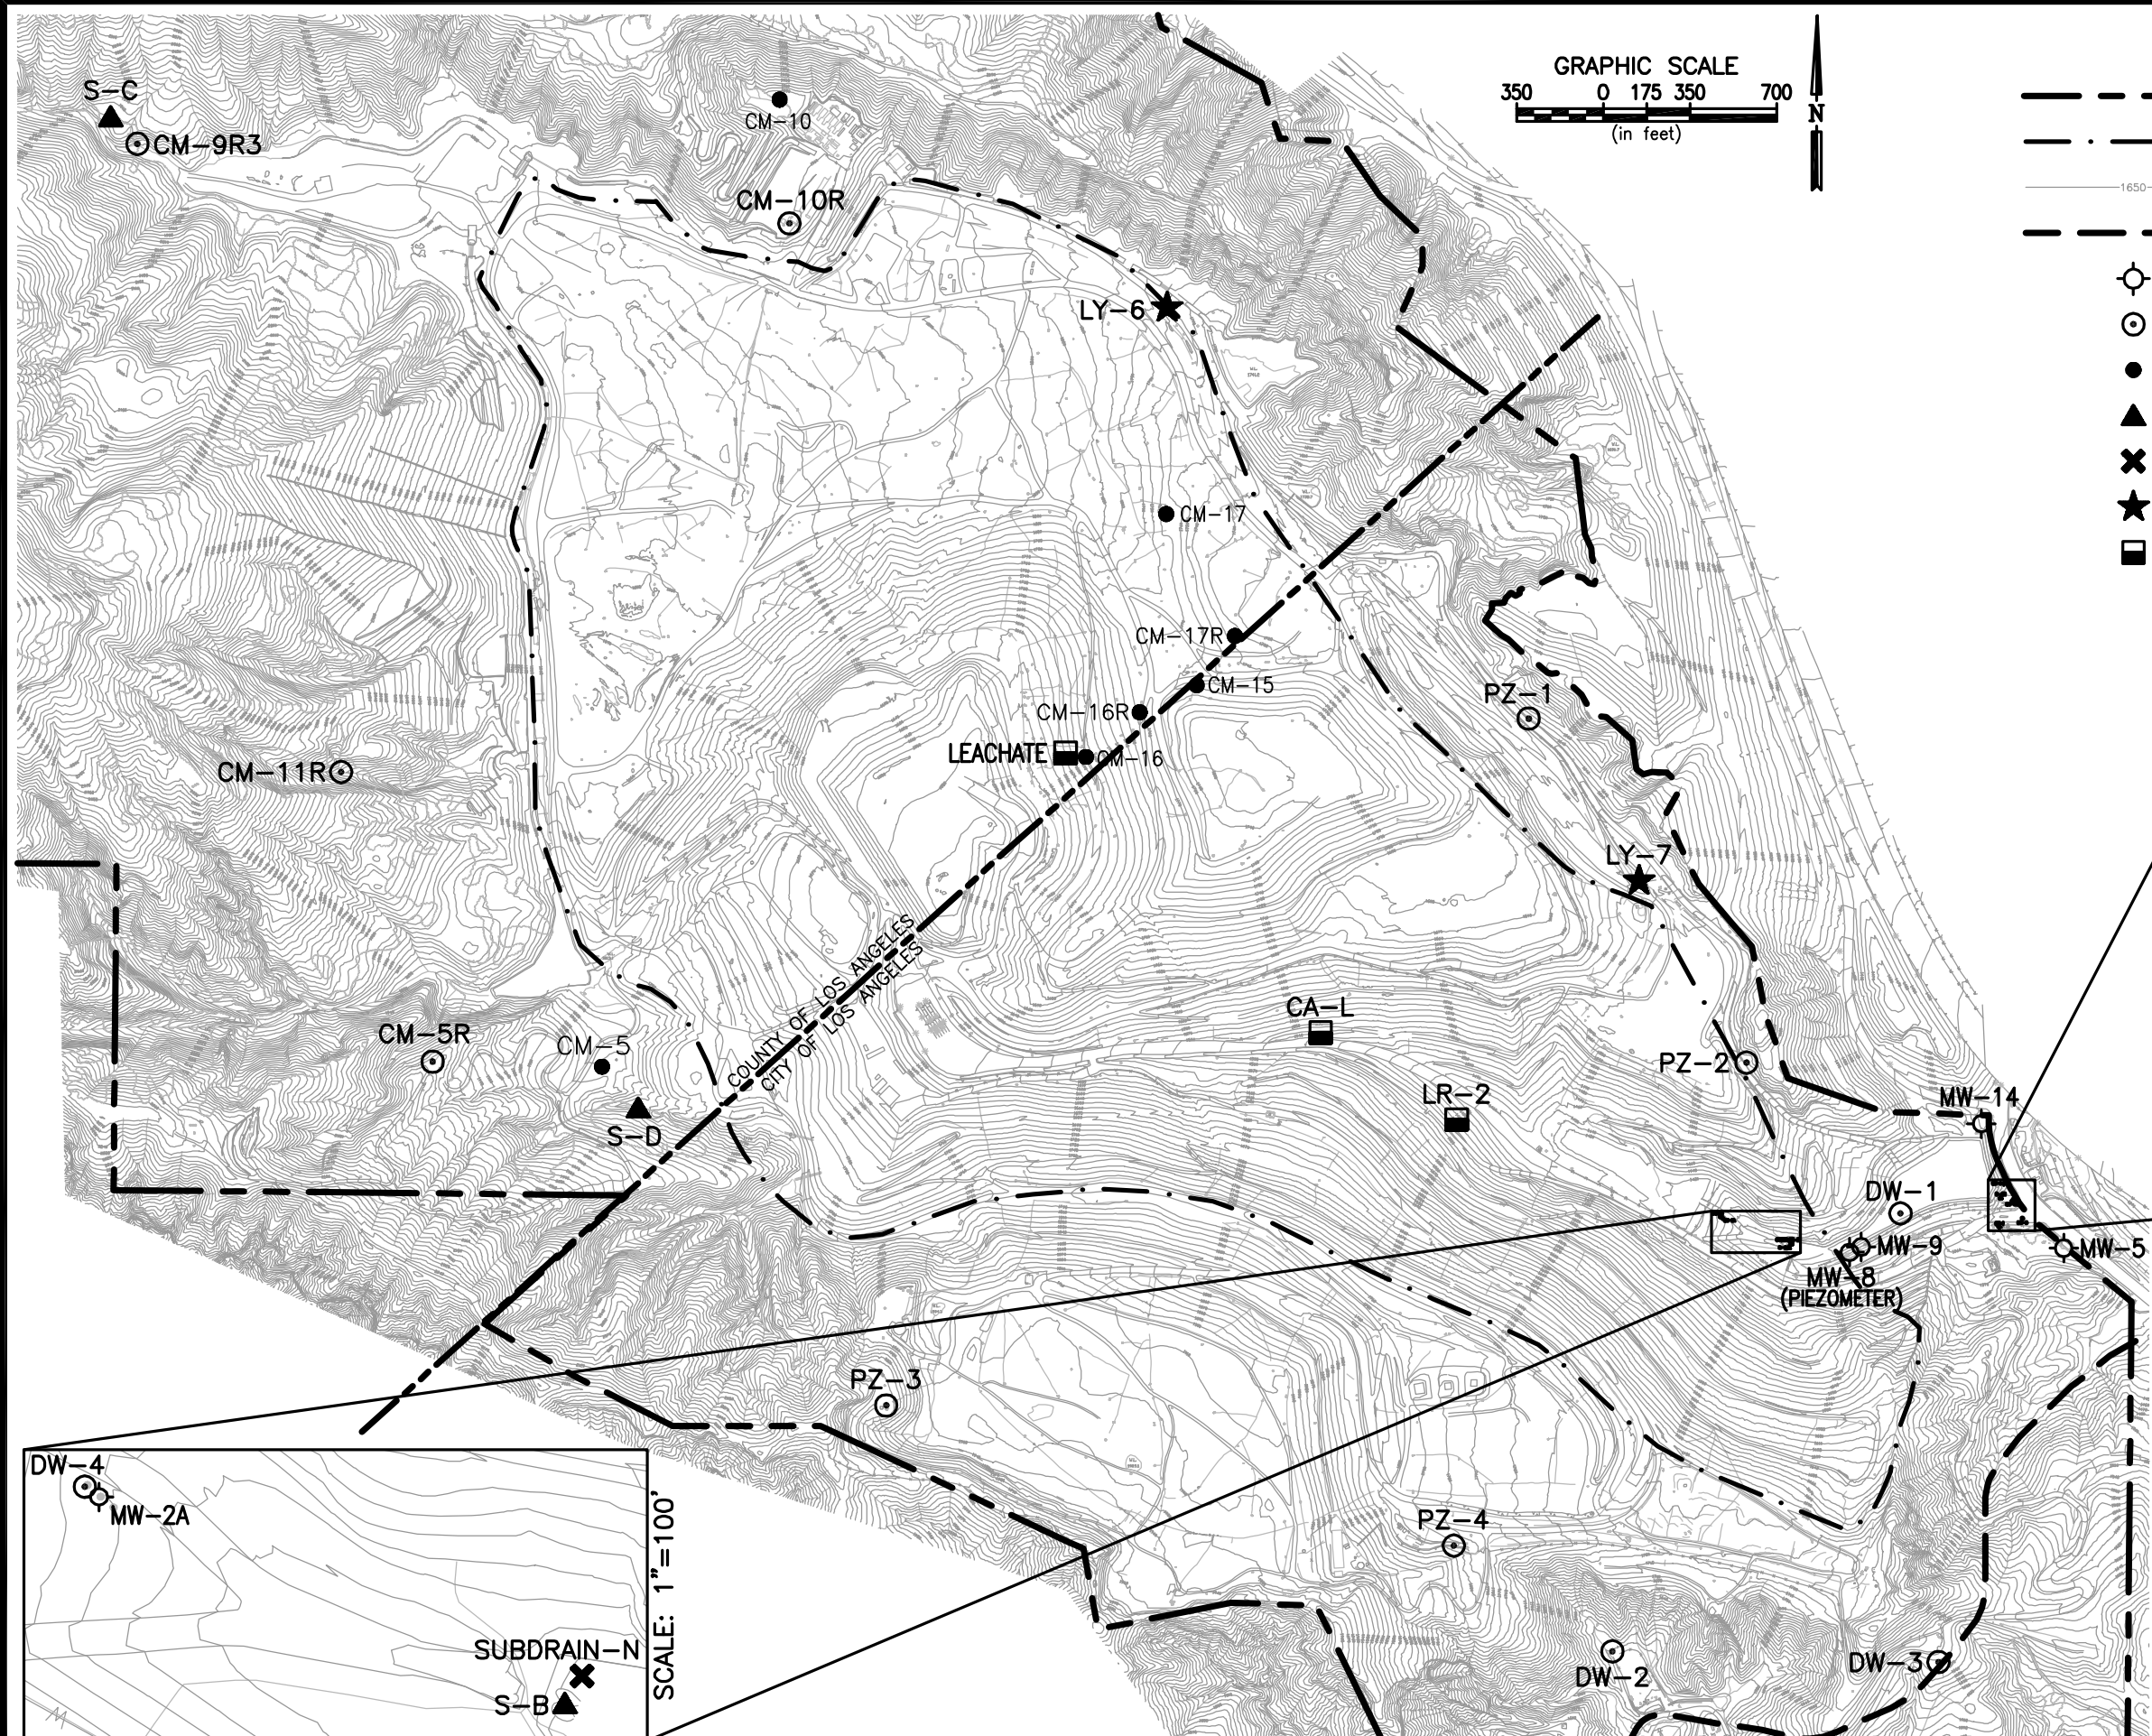 GRAPHIC SCALE
350 0 175 350 700
(in feet)
N
1650
S-C
CM-9R3
CM-10
CM-10R
LY-6
CM-17
CM-17R
CM-15
CM-16R
LEACHATE
CM-16
PZ-1
CM-11R
LY-7
COUNTY OF LOS ANGELES
CITY OF LOS ANGELES
CM-5R
CM-5
S-D
CA-L
LR-2
PZ-2
MW-14
DW-1
MW-9
MW-5
MW-8
(PIEZOMETER)
PZ-3
PZ-4
DW-2
DW-3
DW-4
MW-2A
SUBDRAIN-N
S-B
SCALE: 1"=100'